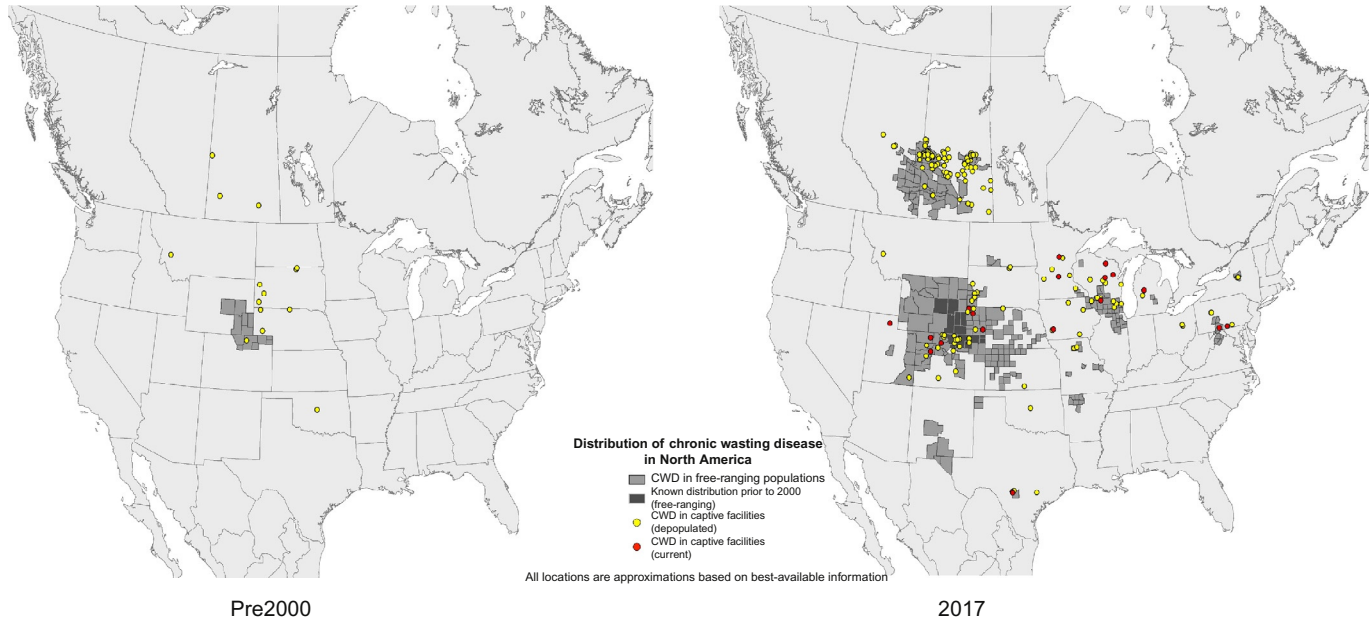 Distribution of chronic wasting disease
in North America
CWD in free-ranging populations
Known distribution prior to 2000
(free-ranging)
CWD in captive facilities
(depopulated)
CWD in captive facilities
(current)
All locations are approximations based on best-available information
Pre2000
2017